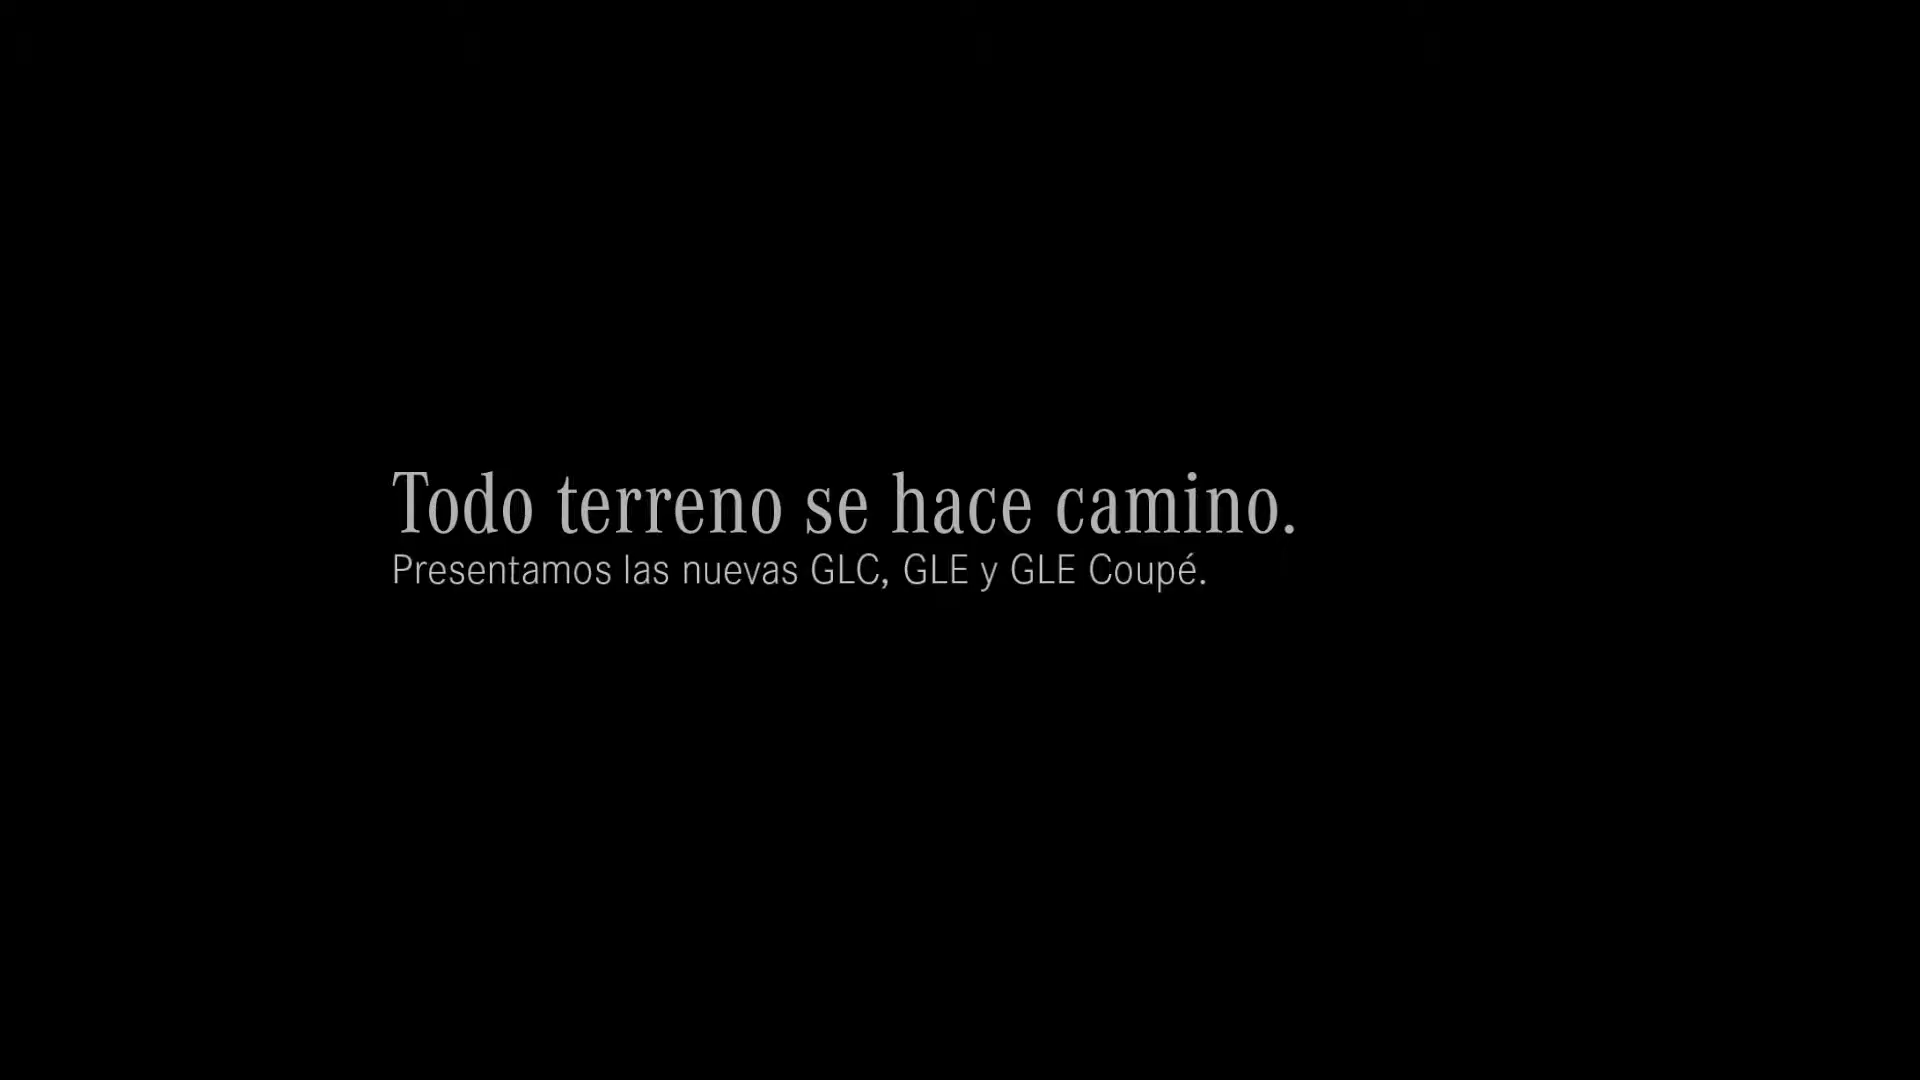 Todo terreno se hace camino.
Presentamos las nuevas GLC, GLE y GLE Coupé.